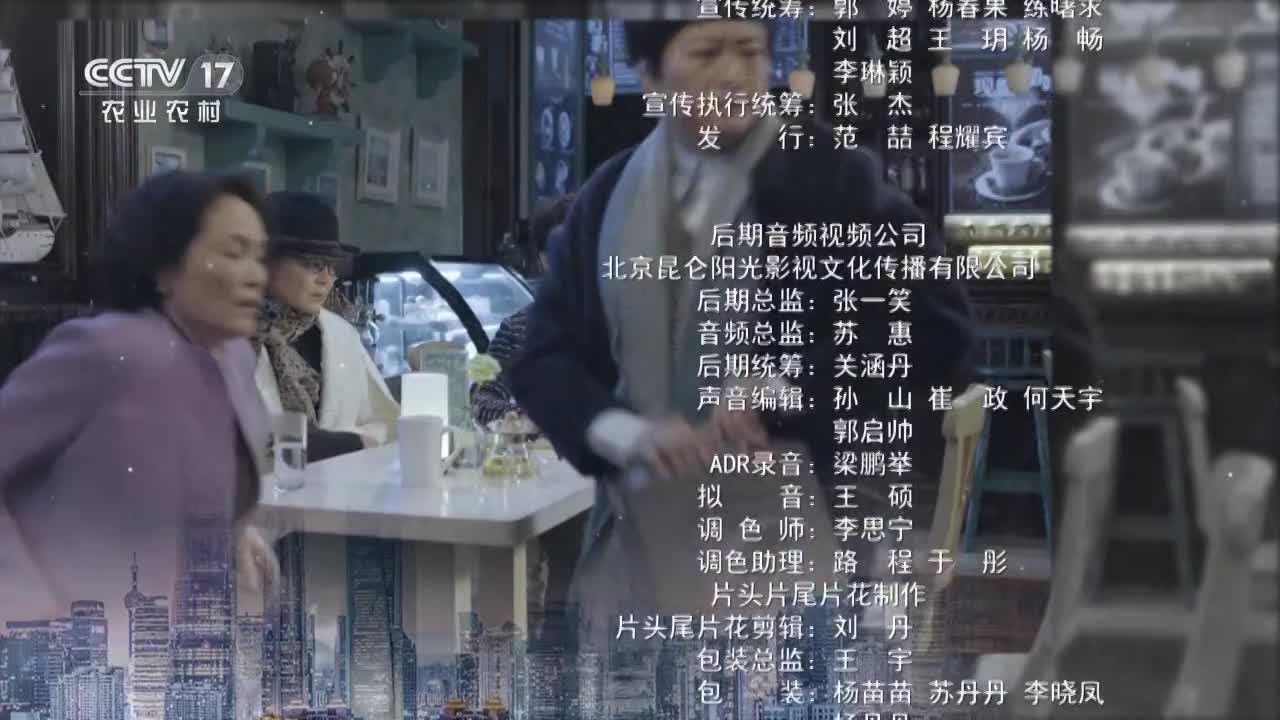 宣传统筹：郭　婷 杨春果 练曙求
刘　超 王　玥 杨　畅
李琳颖
宣传执行统筹：张　杰
发　　行：范　喆 程耀宾
CCTV 17
农业农村
后期音频视频公司
北京昆仑阳光影视文化传播有限公司
后期总监：张一笑
音频总监：苏　惠
后期统筹：关涵丹
声音编辑：孙　山 崔　政 何天宇
郭启帅
ADR录音：梁鹏举
拟　　音：王　硕
调 色 师：李思宁
调色助理：路　程 于　彤
片头片尾片花制作
片头尾片花剪辑：刘　丹
包装总监：王　宇
包　　装：杨苗苗 苏丹丹 李晓凤